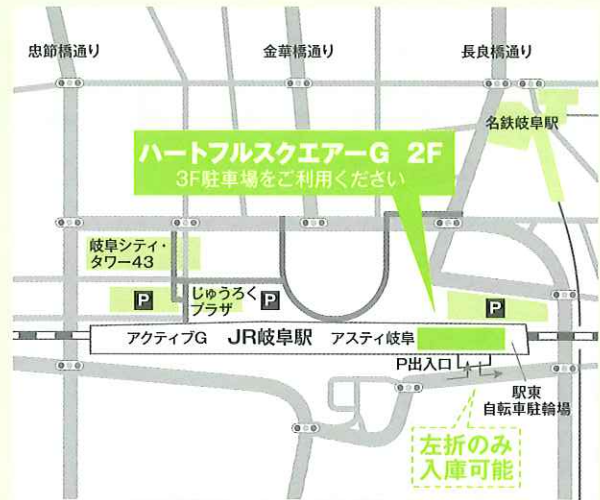 忠節橋通り
金華橋通り
長良橋通り
名鉄岐阜駅
ハートフルスクエアーG 2F
3F駐車場をご利用ください
岐阜シティ・
タワー43
P
じゅうろく
プラザ
P
P
アクティブG
JR岐阜駅
アスティ岐阜
P出入口
駅東
自転車駐輪場
左折のみ
入庫可能